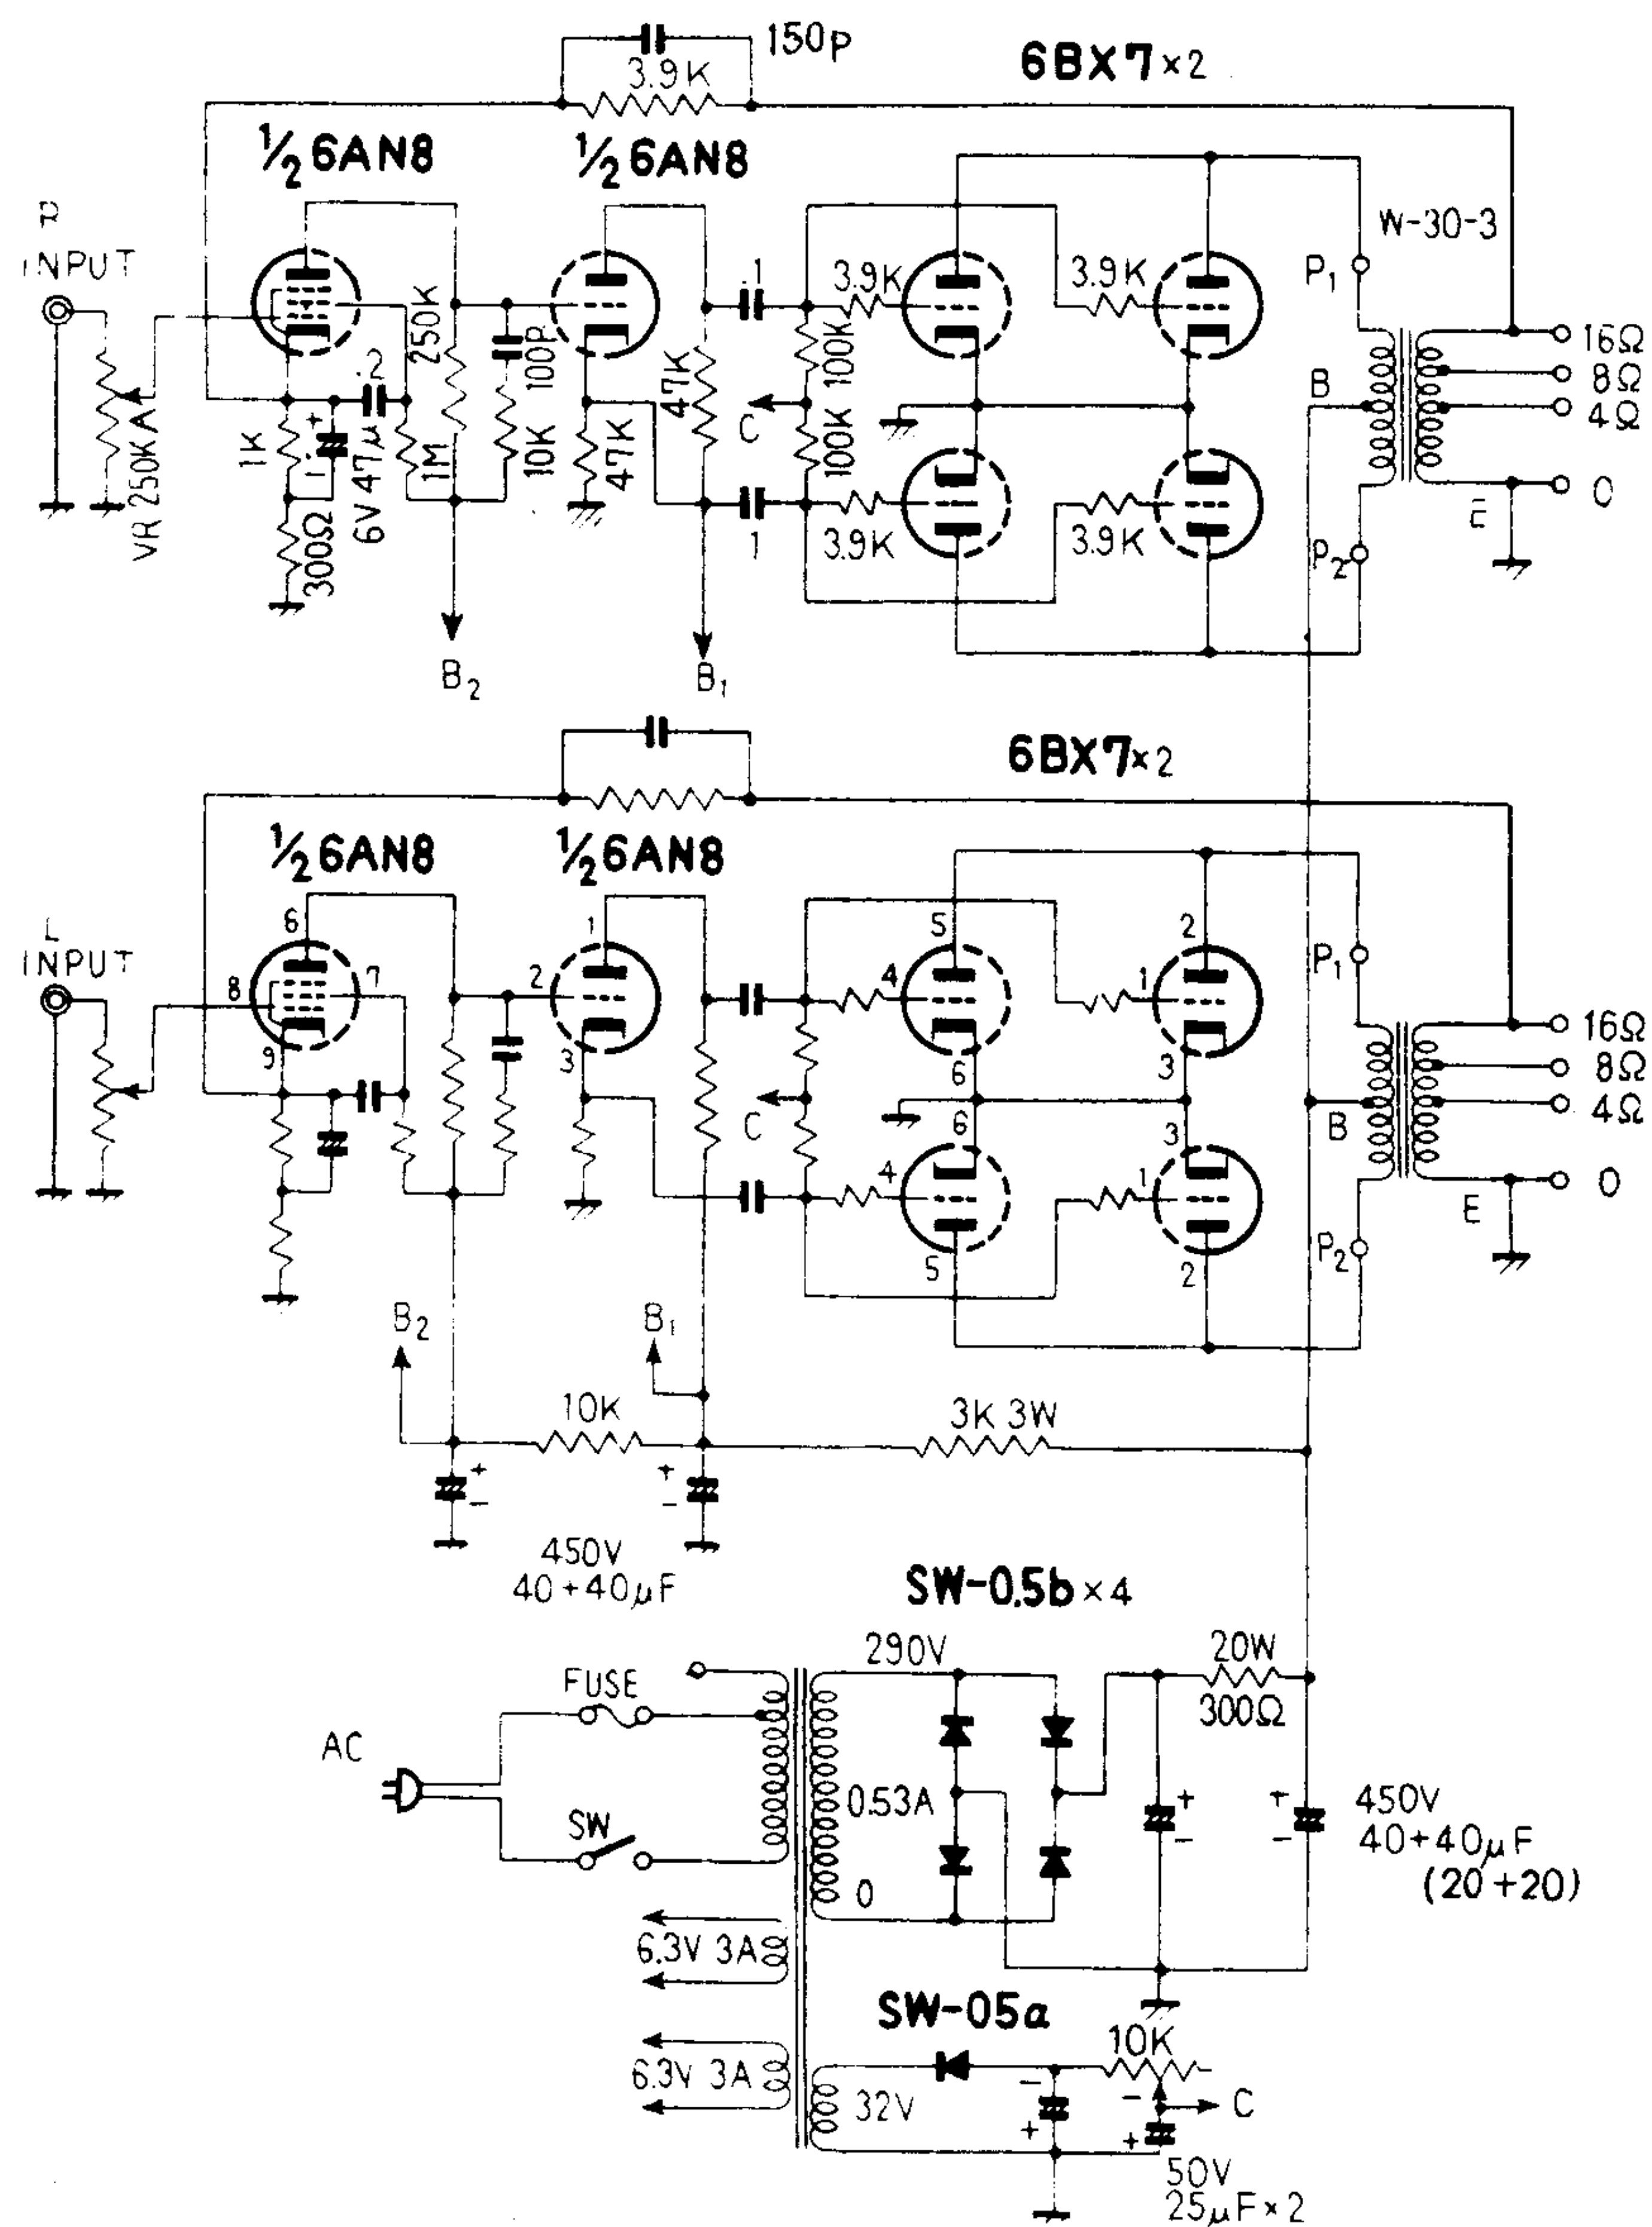 150p
3.9K
6BX7×2
½6AN8
½6AN8
W-30-3
INPUT
P₁
3.9K
3.9K
.1
250K
100p
16Ω
8Ω
4Ω
B
.2
47K
100K
C
100K
VR 250KA
1K
6V 47μ
1M
10K
47K
300Ω
1
3.9K
3.9K
E
0
P₂
B₂
B₁
6BX7×2
½6AN8
½6AN8
L
INPUT
6
8
7
9
2
1
3
5
4
6
2
1
3
P₁
16Ω
8Ω
4Ω
C
6
4
5
3
1
2
B
E
0
P₂
B₂
B₁
10K
3K 3W
+
-
+
-
450V
40+40μF
SW-0.5b×4
290V
20W
300Ω
FUSE
AC
SW
0.53A
+
-
+
-
450V
40+40μF
(20+20)
0
6.3V 3A
SW-05a
10K
6.3V 3A
32V
-
+
-
+
C
50V
25μF×2